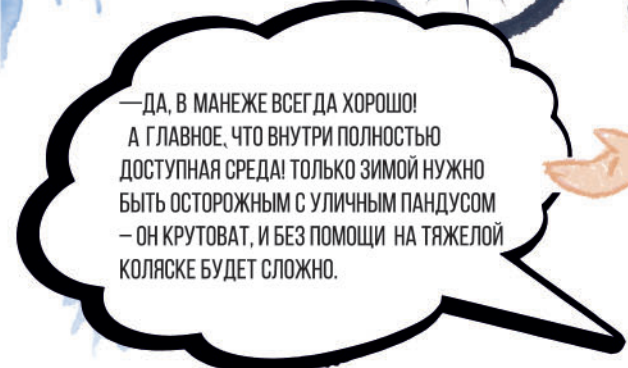 —ДА, В МАНЕЖЕ ВСЕГДА ХОРОШО!
А ГЛАВНОЕ, ЧТО ВНУТРИ ПОЛНОСТЬЮ
ДОСТУПНАЯ СРЕДА! ТОЛЬКО ЗИМОЙ НУЖНО
БЫТЬ ОСТОРОЖНЫМ С УЛИЧНЫМ ПАНДУСОМ
– ОН КРУТОВАТ, И БЕЗ ПОМОЩИ НА ТЯЖЕЛОЙ
КОЛЯСКЕ БУДЕТ СЛОЖНО.